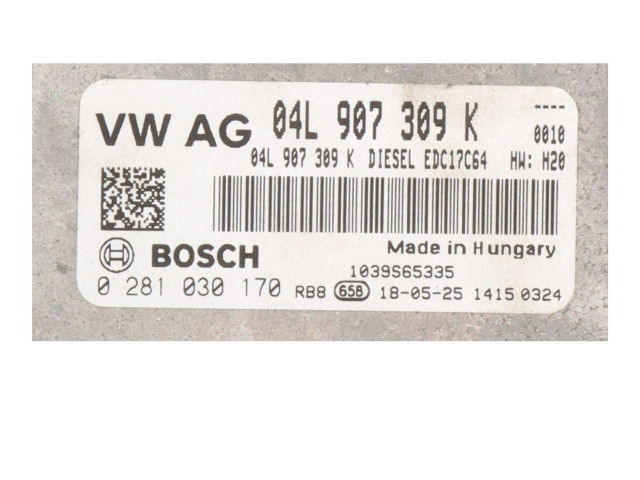 VW AG 04L 907 309 K ----
0010
04L 907 309 K DIESEL EDC17C64 HW: H20
BOSCH Made in Hungary
1039S65335
0 281 030 170 RB8 658 18-05-25 1415 0324